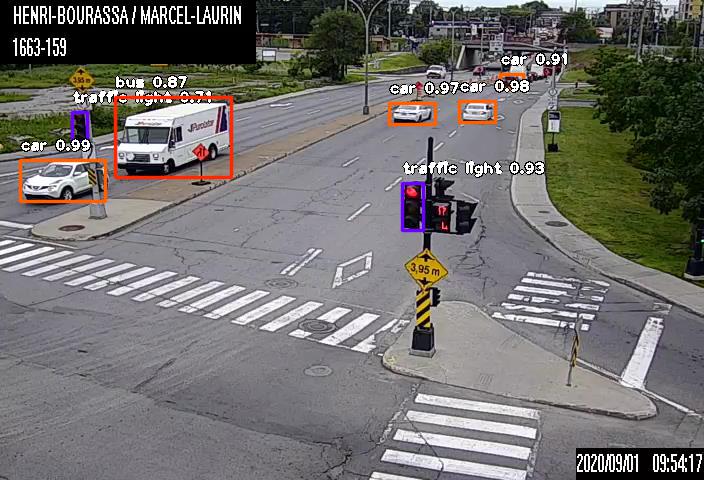 HENRI-BOURASSA / MARCEL-LAURIN
1663-159
car 0.91
bus 0.87
car 0.97
car 0.98
traffic light 0.71
car 0.99
Purolator
traffic light 0.93
3,95 m
2020/09/01 09:54:17